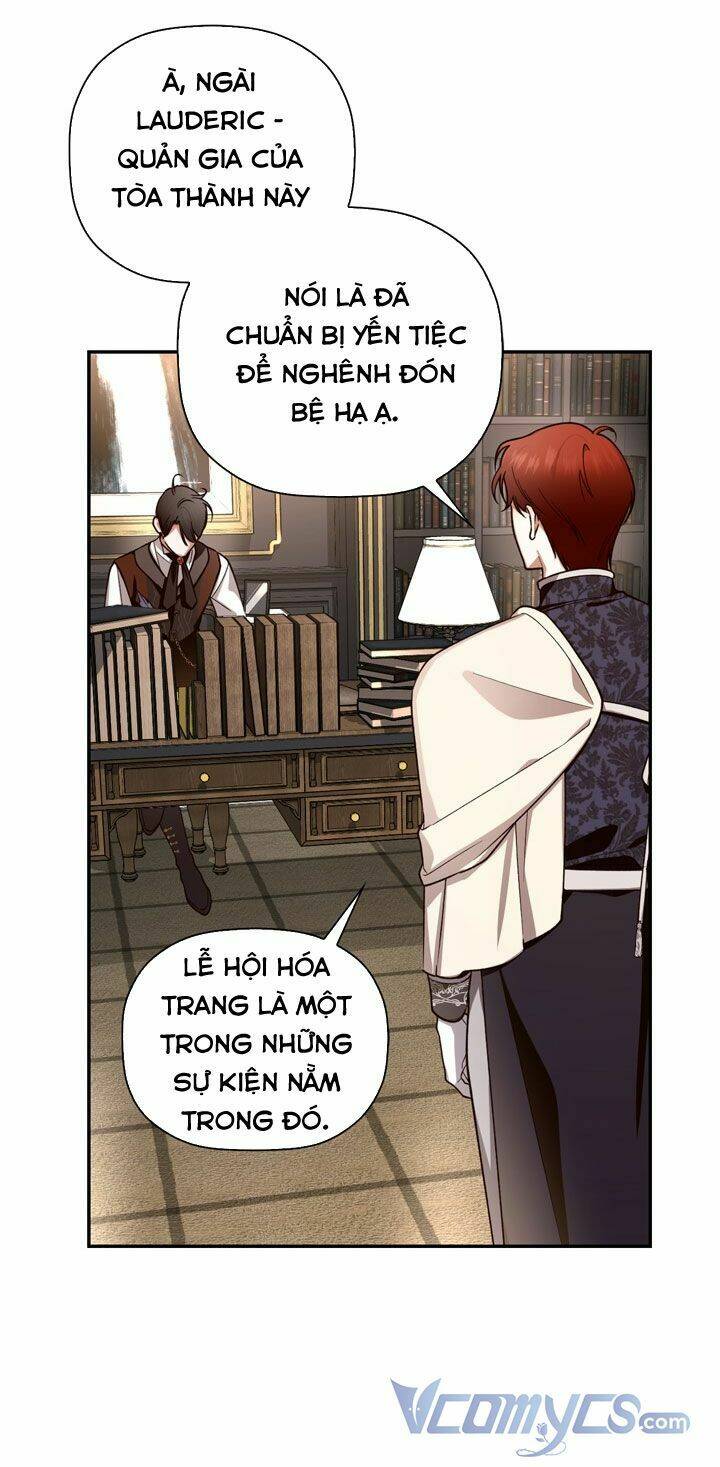 À, NGÀI
LAUDERIC -
QUẢN GIA CỦA
TÒA THÀNH NÀY
NÓI LÀ ĐÃ
CHUẨN BỊ YẾN TIỆC
ĐỂ NGHÊNH ĐÓN
BỆ HẠ Ạ.
LỄ HỘI HÓA
TRANG LÀ MỘT
TRONG NHỮNG
SỰ KIỆN NẰM
TRONG ĐÓ.
VCOMYCS.com